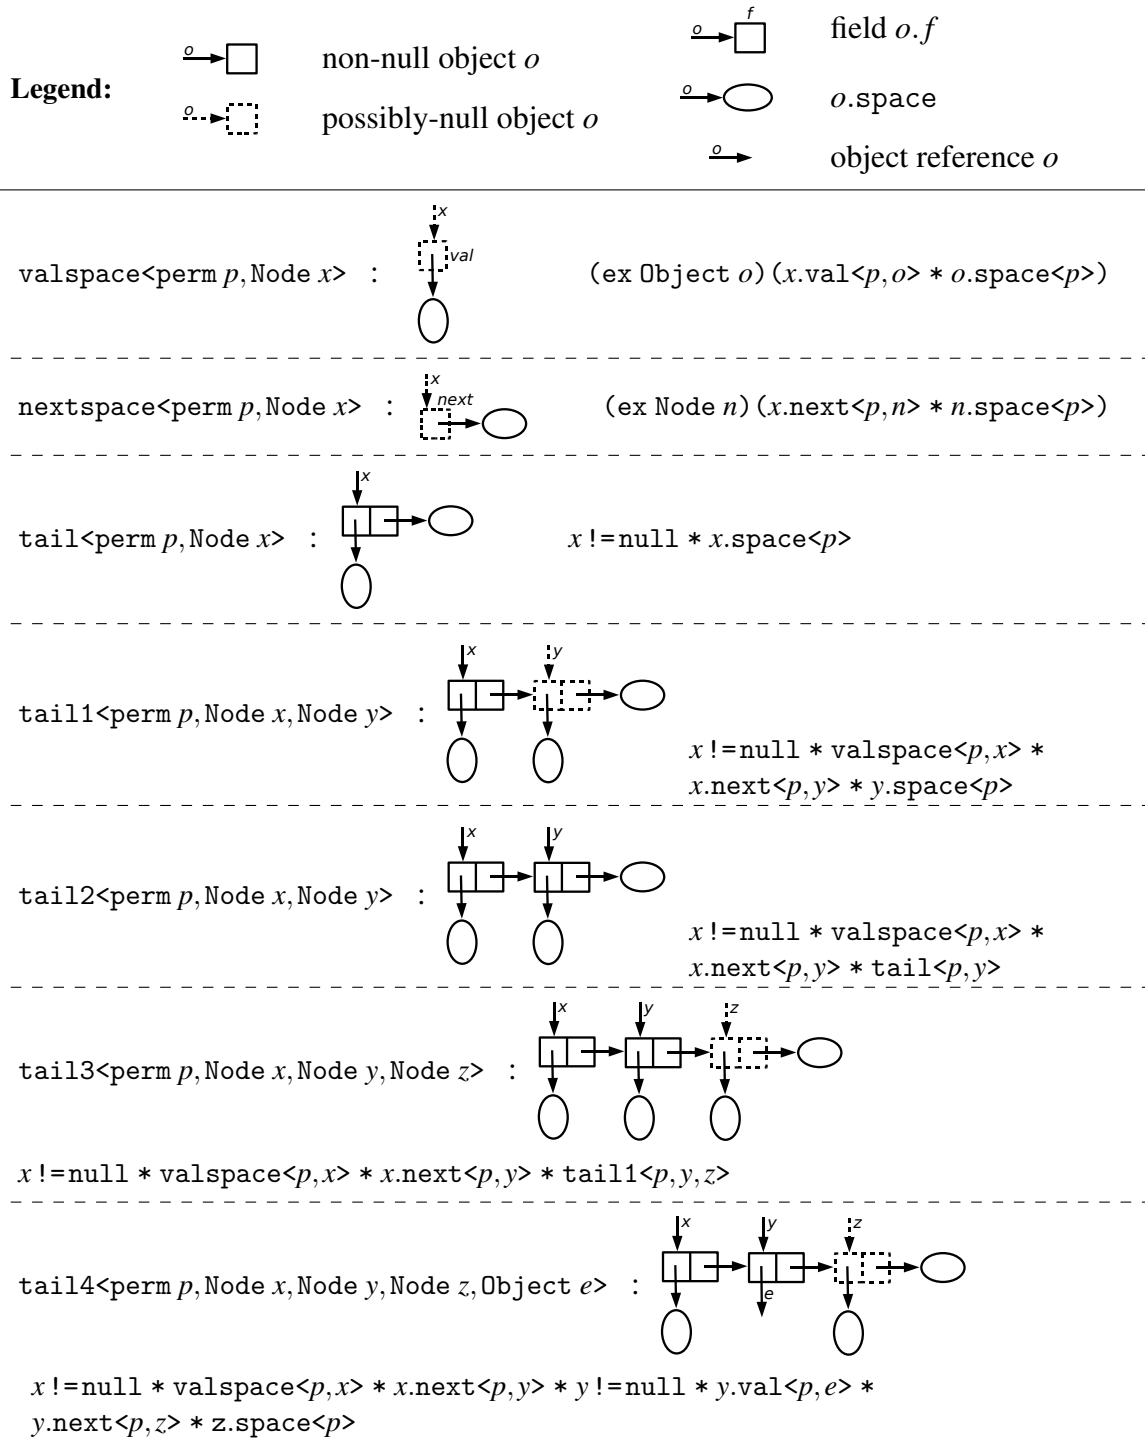 Legend:
o non-null object o
o possibly-null object o
o f field o.f
o o.space
o object reference o
x
val
valspace<perm p,Node x> : (ex Object o)(x.val<p,o> * o.space<p>)
x
next
nextspace<perm p,Node x> : (ex Node n)(x.next<p,n> * n.space<p>)
x
tail<perm p,Node x> : x!=null * x.space<p>
x y
tail1<perm p,Node x,Node y> :
x!=null * valspace<p,x> *
x.next<p,y> * y.space<p>
x y
tail2<perm p,Node x,Node y> :
x!=null * valspace<p,x> *
x.next<p,y> * tail<p,y>
x y z
tail3<perm p,Node x,Node y,Node z> :
x!=null * valspace<p,x> * x.next<p,y> * tail1<p,y,z>
x y z
tail4<perm p,Node x,Node y,Node z,Object e> :
e
x!=null * valspace<p,x> * x.next<p,y> * y!=null * y.val<p,e> *
y.next<p,z> * z.space<p>